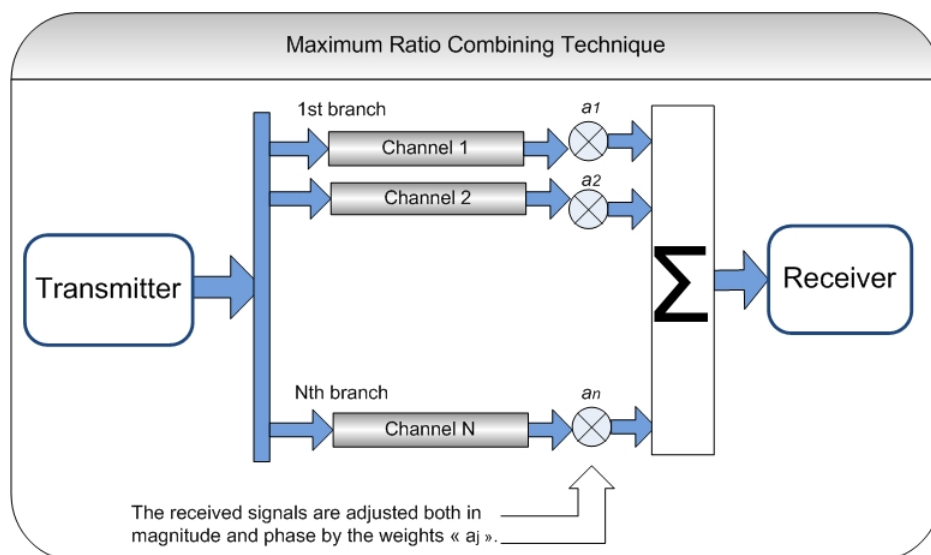 Maximum Ratio Combining Technique
1st branch
a1
Channel 1
a2
Channel 2
Transmitter
Σ
Receiver
Nth branch
an
Channel N
The received signals are adjusted both in
magnitude and phase by the weights « aj ».